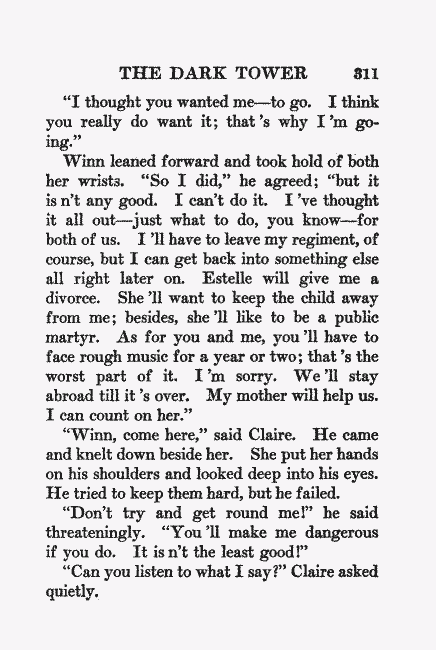 THE DARK TOWER 311
“I thought you wanted me—to go. I think
you really do want it; that ’s why I ’m go-
ing.”
Winn leaned forward and took hold of both
her wrists. “So I did,” he agreed; “but it
is n’t any good. I can’t do it. I ’ve thought
it all out—just what to do, you know—for
both of us. I ’ll have to leave my regiment, of
course, but I can get back into something else
all right later on. Estelle will give me a
divorce. She ’ll want to keep the child away
from me; besides, she ’ll like to be a public
martyr. As for you and me, you ’ll have to
face rough music for a year or two; that ’s the
worst part of it. I ’m sorry. We ’ll stay
abroad till it ’s over. My mother will help us.
I can count on her.”
“Winn, come here,” said Claire. He came
and knelt down beside her. She put her hands
on his shoulders and looked deep into his eyes.
He tried to keep them hard, but he failed.
“Don’t try and get round me!” he said
threateningly. “You ’ll make me dangerous
if you do. It is n’t the least good!”
“Can you listen to what I say?” Claire asked
quietly.